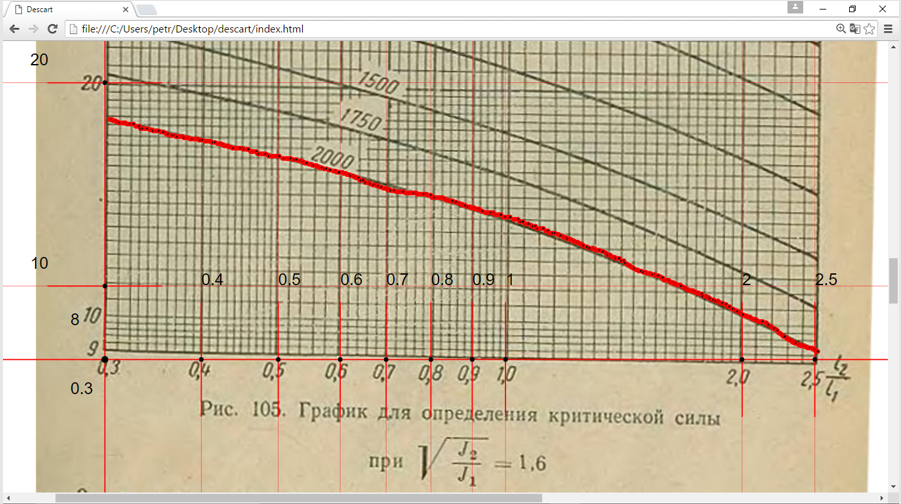 Descart
file:///C:/Users/petr/Desktop/descart/index.html
20
20
1500
1750
2000
10
0.4 0.5 0.6 0.7 0.8 0.9 1 2 2.5
8
10
9
0,3 0,4 0,5 0,6 0,7 0,8 0,9 1,0 2,0 2,5 l₂/l₁
0.3
Рис. 105. График для определения критической силы
при √J₂/J₁ = 1,6